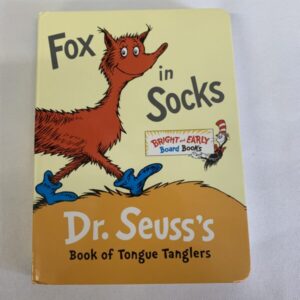 Fox
in
Socks
BRIGHT and EARLY
Board Books
Dr. Seuss's
Book of Tongue Tanglers